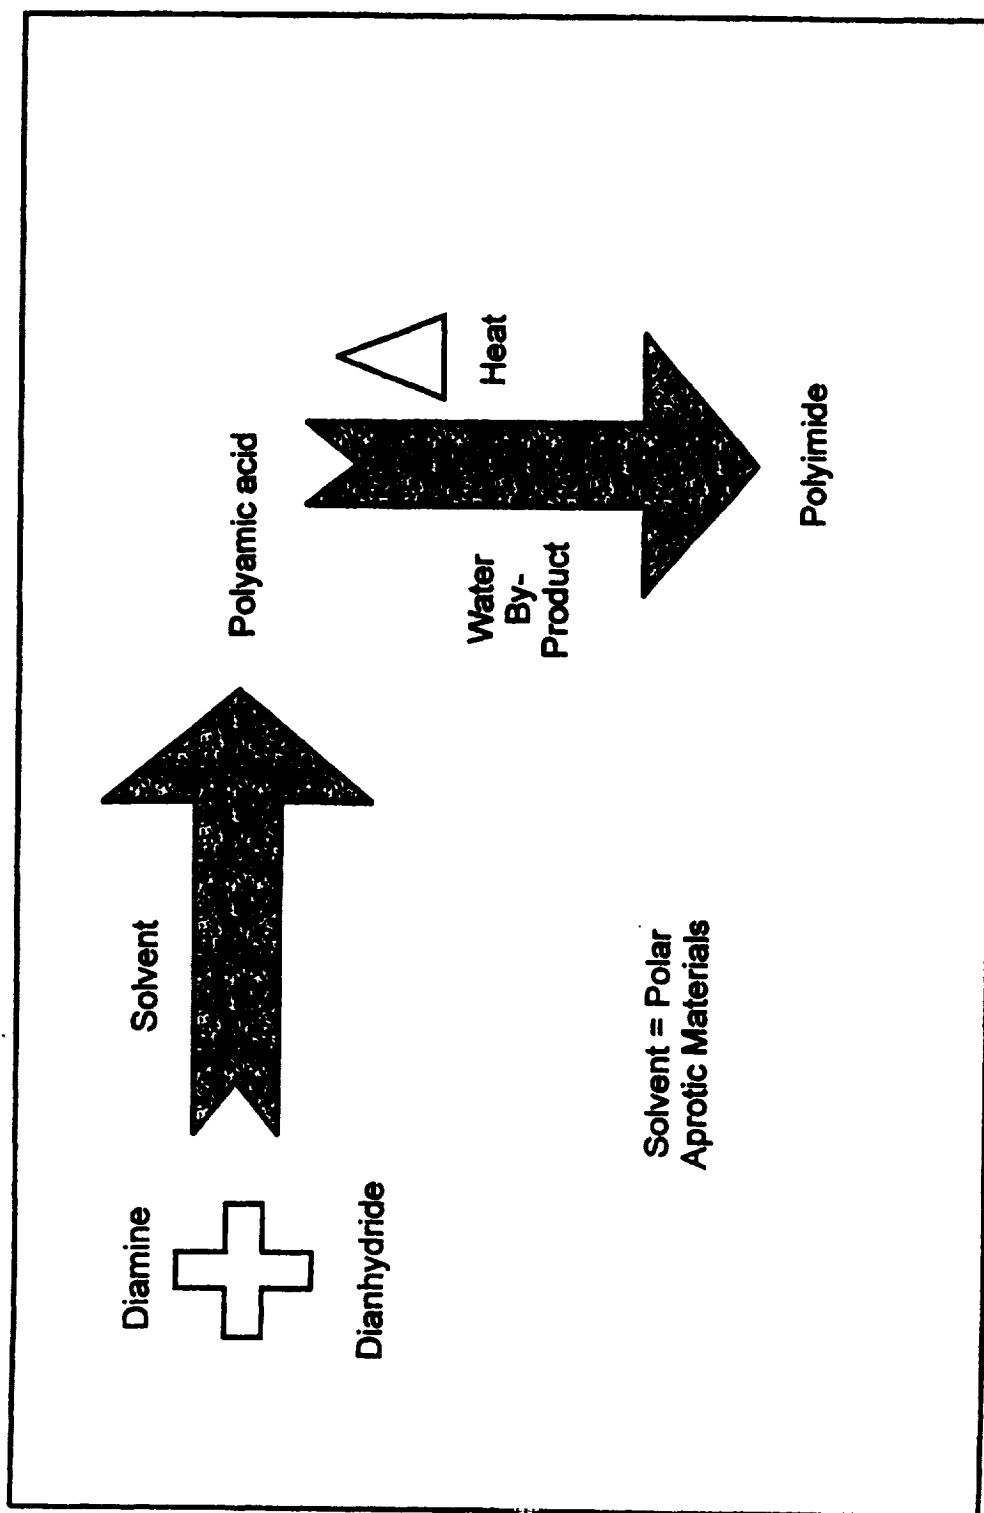 Diamine
Dianhydride
Solvent
Polyamic acid
Water
By-
Product
Heat
Polyimide
Solvent = Polar
Aprotic Materials